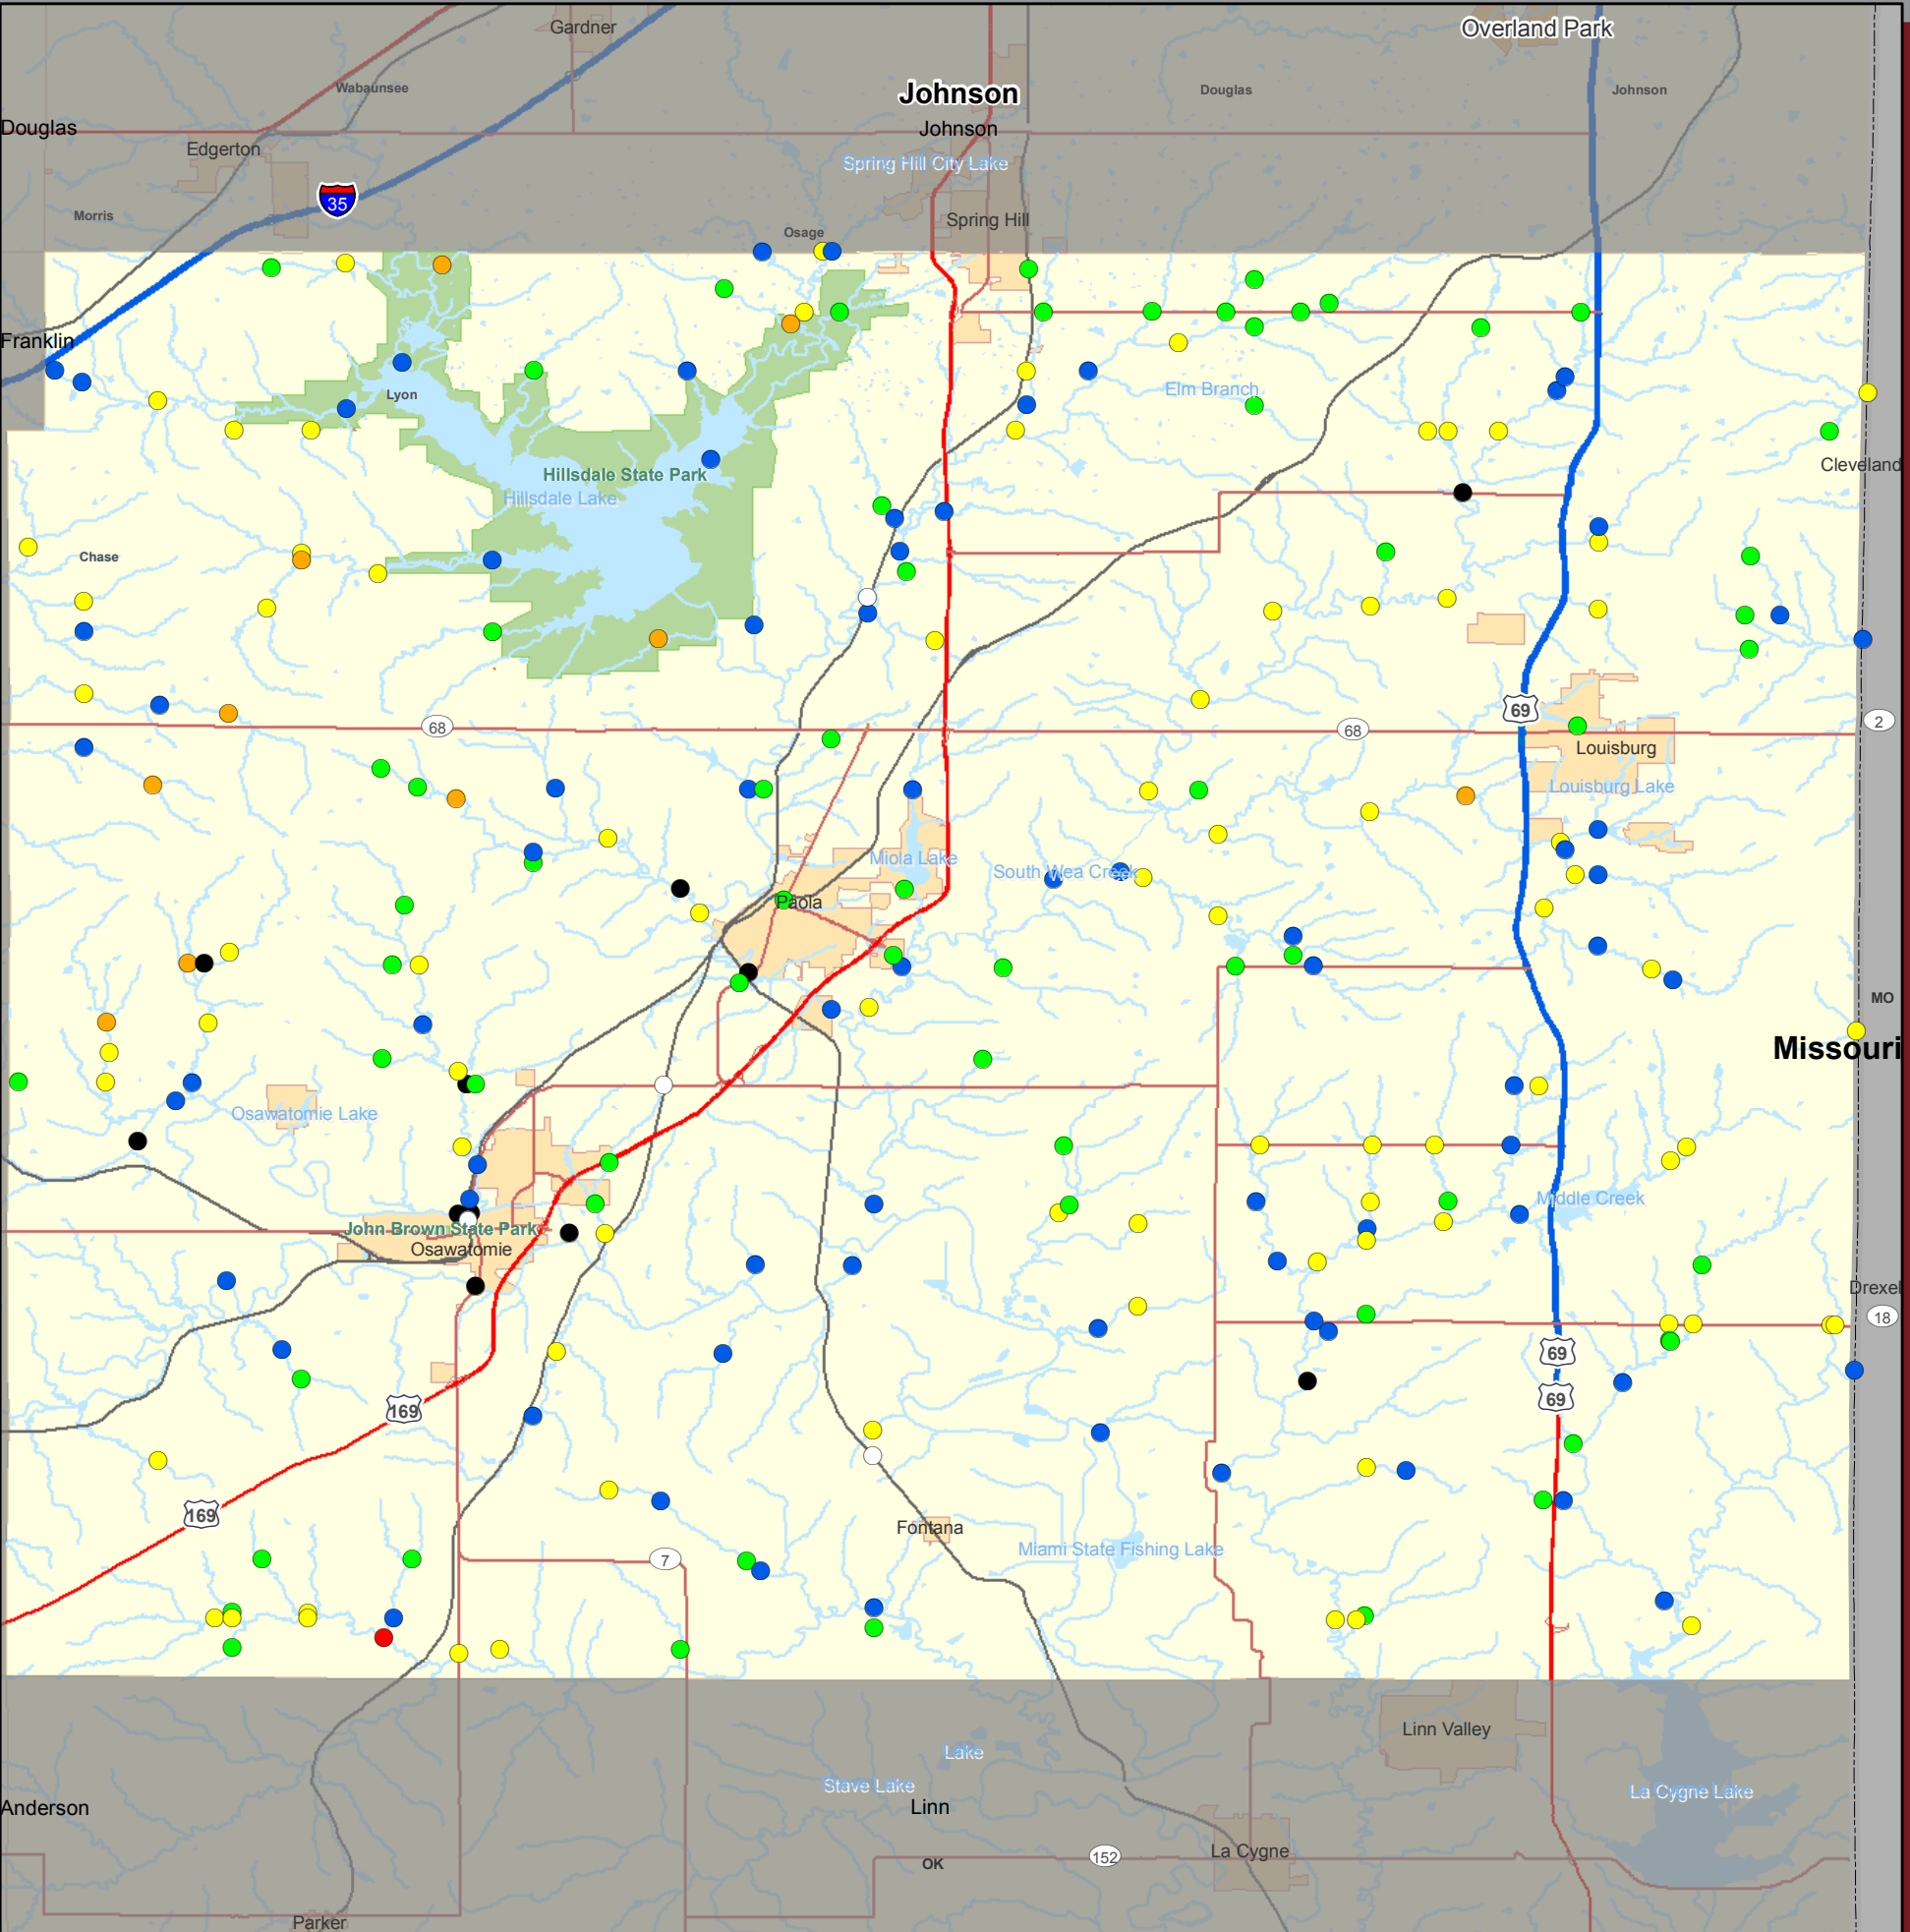 Gardner
Overland Park
Wabaunsee
Douglas
Johnson
Johnson
Douglas
Johnson
Edgerton
Spring Hill City Lake
35
Morris
Spring Hill
Osage
Franklin
Lyon
Elm Branch
Cleveland
Hillsdale State Park
Hillsdale Lake
Chase
69
68
68
2
Louisburg
Louisburg Lake
Miola Lake
South Wea Creek
Paola
MO
Missouri
Osawatomie Lake
Middle Creek
John Brown State Park
Osawatomie
Drexel
18
69
69
169
169
Fontana
Miami State Fishing Lake
7
Linn Valley
Lake
Stave Lake
La Cygne Lake
Anderson
Linn
La Cygne
152
OK
Parker